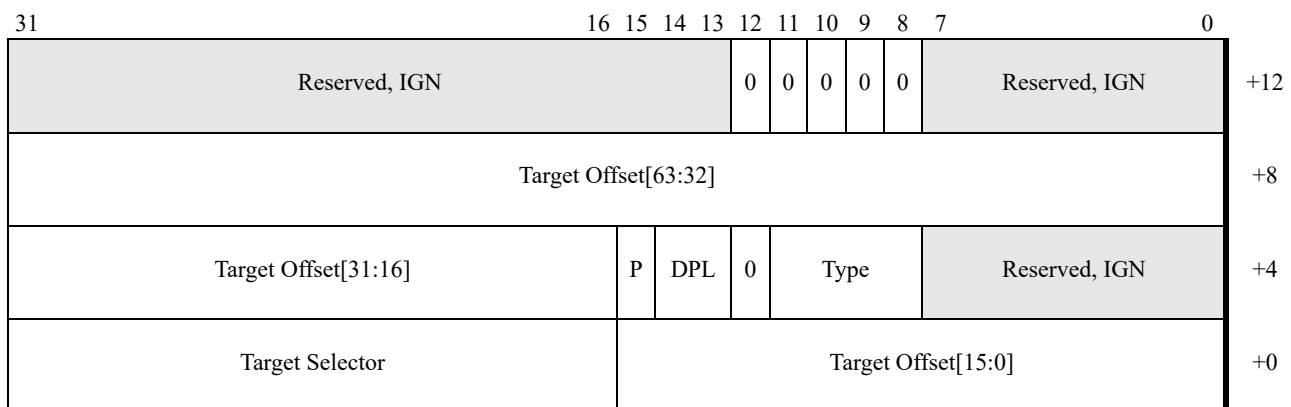 31 16 15 14 13 12 11 10 9 8 7 0
Reserved, IGN 0 0 0 0 0 Reserved, IGN +12
Target Offset[63:32] +8
Target Offset[31:16] P DPL 0 Type Reserved, IGN +4
Target Selector Target Offset[15:0] +0